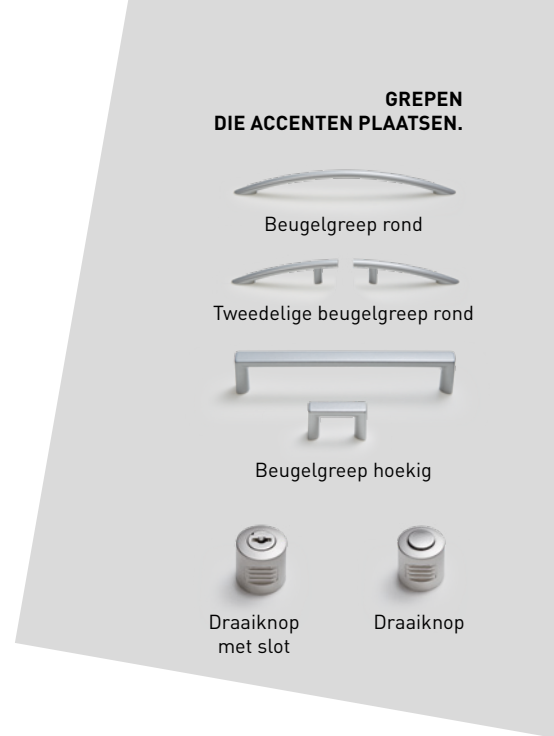 GREPEN
DIE ACCENTEN PLAATSEN.
Beugelgreep rond
Tweedelige beugelgreep rond
Beugelgreep hoekig
Draaiknop
met slot
Draaiknop